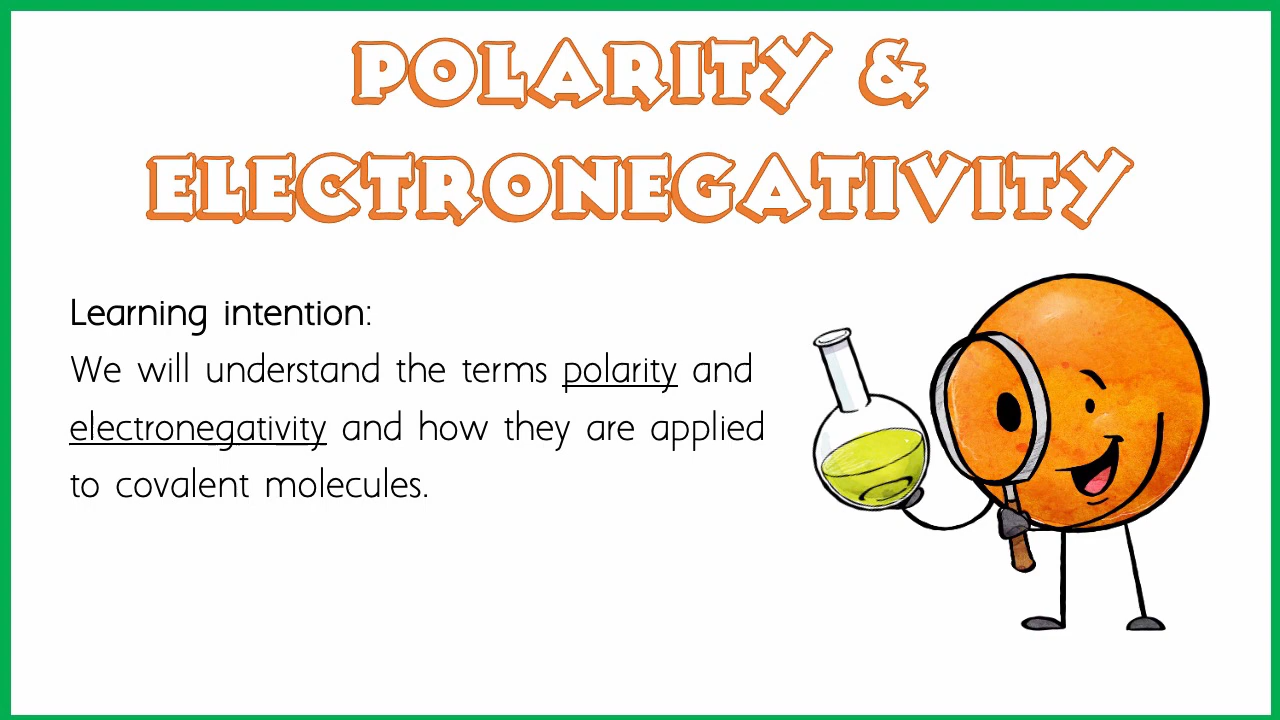 POLARITY &
ELECTRONEGATIVITY
Learning intention:
We will understand the terms polarity and
electronegativity and how they are applied
to covalent molecules.